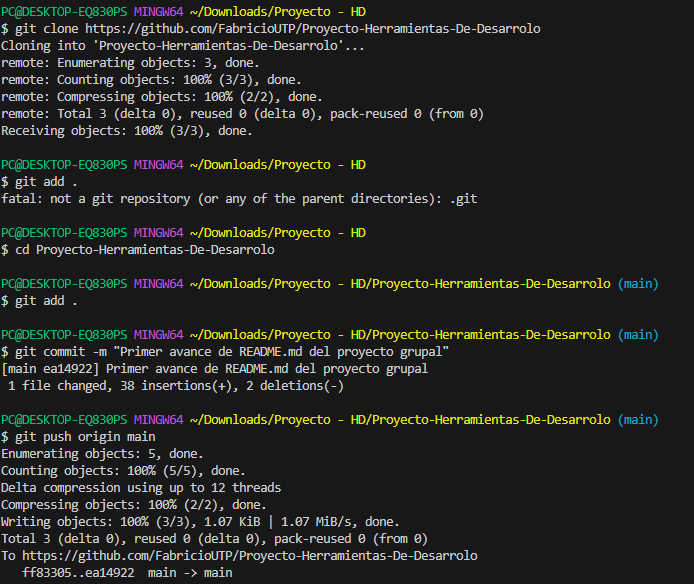 PC@DESKTOP-EQ830PS MINGW64 ~/Downloads/Proyecto - HD
$ git clone https://github.com/FabricioUTP/Proyecto-Herramientas-De-Desarrolo
Cloning into 'Proyecto-Herramientas-De-Desarrolo'...
remote: Enumerating objects: 3, done.
remote: Counting objects: 100% (3/3), done.
remote: Compressing objects: 100% (2/2), done.
remote: Total 3 (delta 0), reused 0 (delta 0), pack-reused 0 (from 0)
Receiving objects: 100% (3/3), done.
PC@DESKTOP-EQ830PS MINGW64 ~/Downloads/Proyecto - HD
$ git add .
fatal: not a git repository (or any of the parent directories): .git
PC@DESKTOP-EQ830PS MINGW64 ~/Downloads/Proyecto - HD
$ cd Proyecto-Herramientas-De-Desarrolo
PC@DESKTOP-EQ830PS MINGW64 ~/Downloads/Proyecto - HD/Proyecto-Herramientas-De-Desarrolo (main)
$ git add .
PC@DESKTOP-EQ830PS MINGW64 ~/Downloads/Proyecto - HD/Proyecto-Herramientas-De-Desarrolo (main)
$ git commit -m "Primer avance de README.md del proyecto grupal"
[main ea14922] Primer avance de README.md del proyecto grupal
1 file changed, 38 insertions(+), 2 deletions(-)
PC@DESKTOP-EQ830PS MINGW64 ~/Downloads/Proyecto - HD/Proyecto-Herramientas-De-Desarrolo (main)
$ git push origin main
Enumerating objects: 5, done.
Counting objects: 100% (5/5), done.
Delta compression using up to 12 threads
Compressing objects: 100% (2/2), done.
Writing objects: 100% (3/3), 1.07 KiB | 1.07 MiB/s, done.
Total 3 (delta 0), reused 0 (delta 0), pack-reused 0 (from 0)
To https://github.com/FabricioUTP/Proyecto-Herramientas-De-Desarrolo
ff83305..ea14922  main -> main